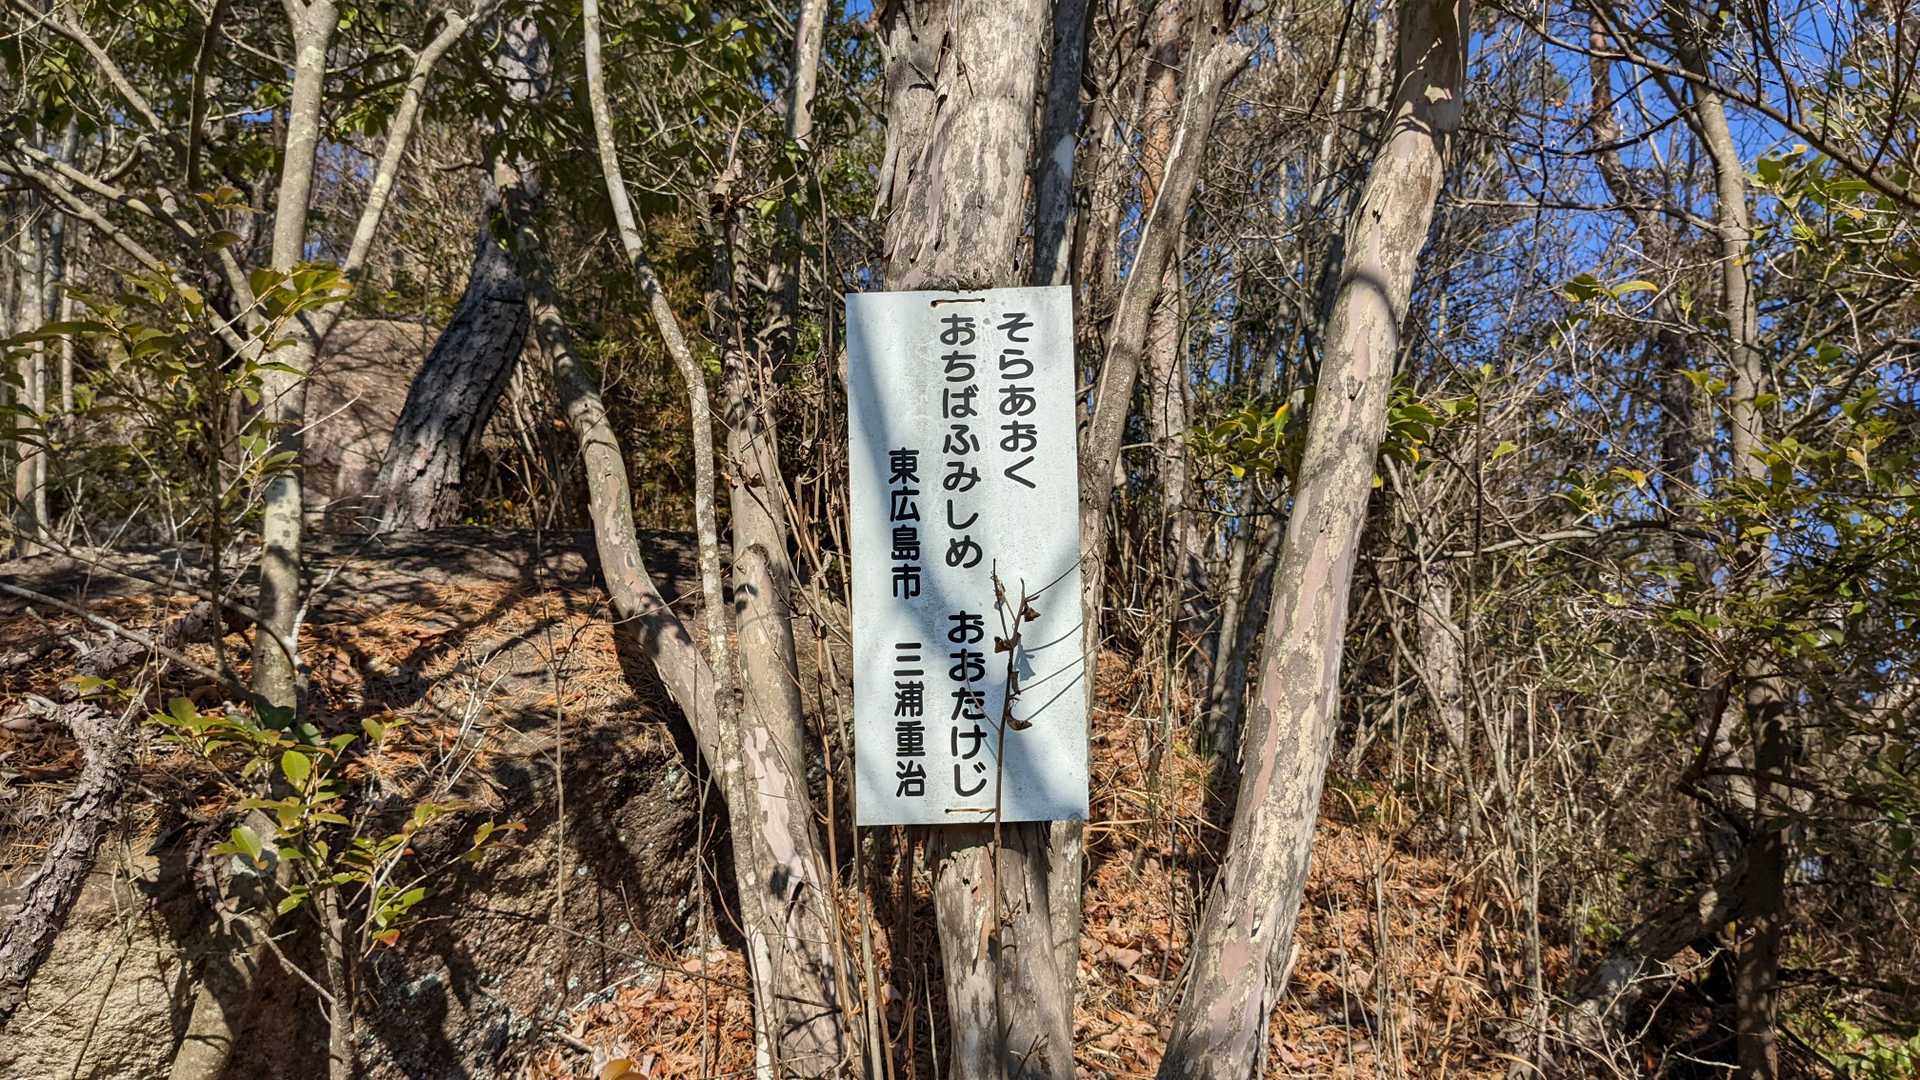 そらあおく
おちばふみしめ　おおたけじ
東広島市　三浦重治